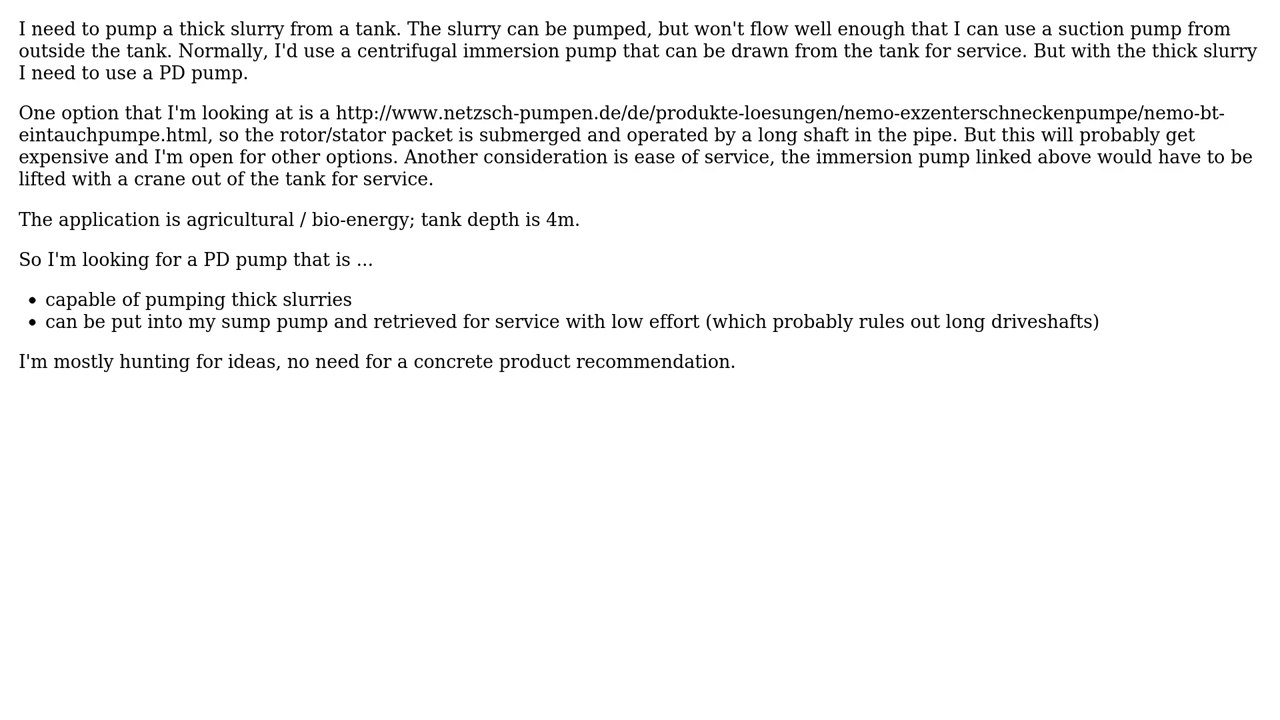 I need to pump a thick slurry from a tank. The slurry can be pumped, but won't flow well enough that I can use a suction pump from
outside the tank. Normally, I'd use a centrifugal immersion pump that can be drawn from the tank for service. But with the thick slurry
I need to use a PD pump.
One option that I'm looking at is a http://www.netzsch-pumpen.de/de/produkte-loesungen/nemo-exzenterschneckenpumpe/nemo-bt-
eintauchpumpe.html, so the rotor/stator packet is submerged and operated by a long shaft in the pipe. But this will probably get
expensive and I'm open for other options. Another consideration is ease of service, the immersion pump linked above would have to be
lifted with a crane out of the tank for service.
The application is agricultural / bio-energy; tank depth is 4m.
So I'm looking for a PD pump that is ...
• capable of pumping thick slurries
• can be put into my sump pump and retrieved for service with low effort (which probably rules out long driveshafts)
I'm mostly hunting for ideas, no need for a concrete product recommendation.